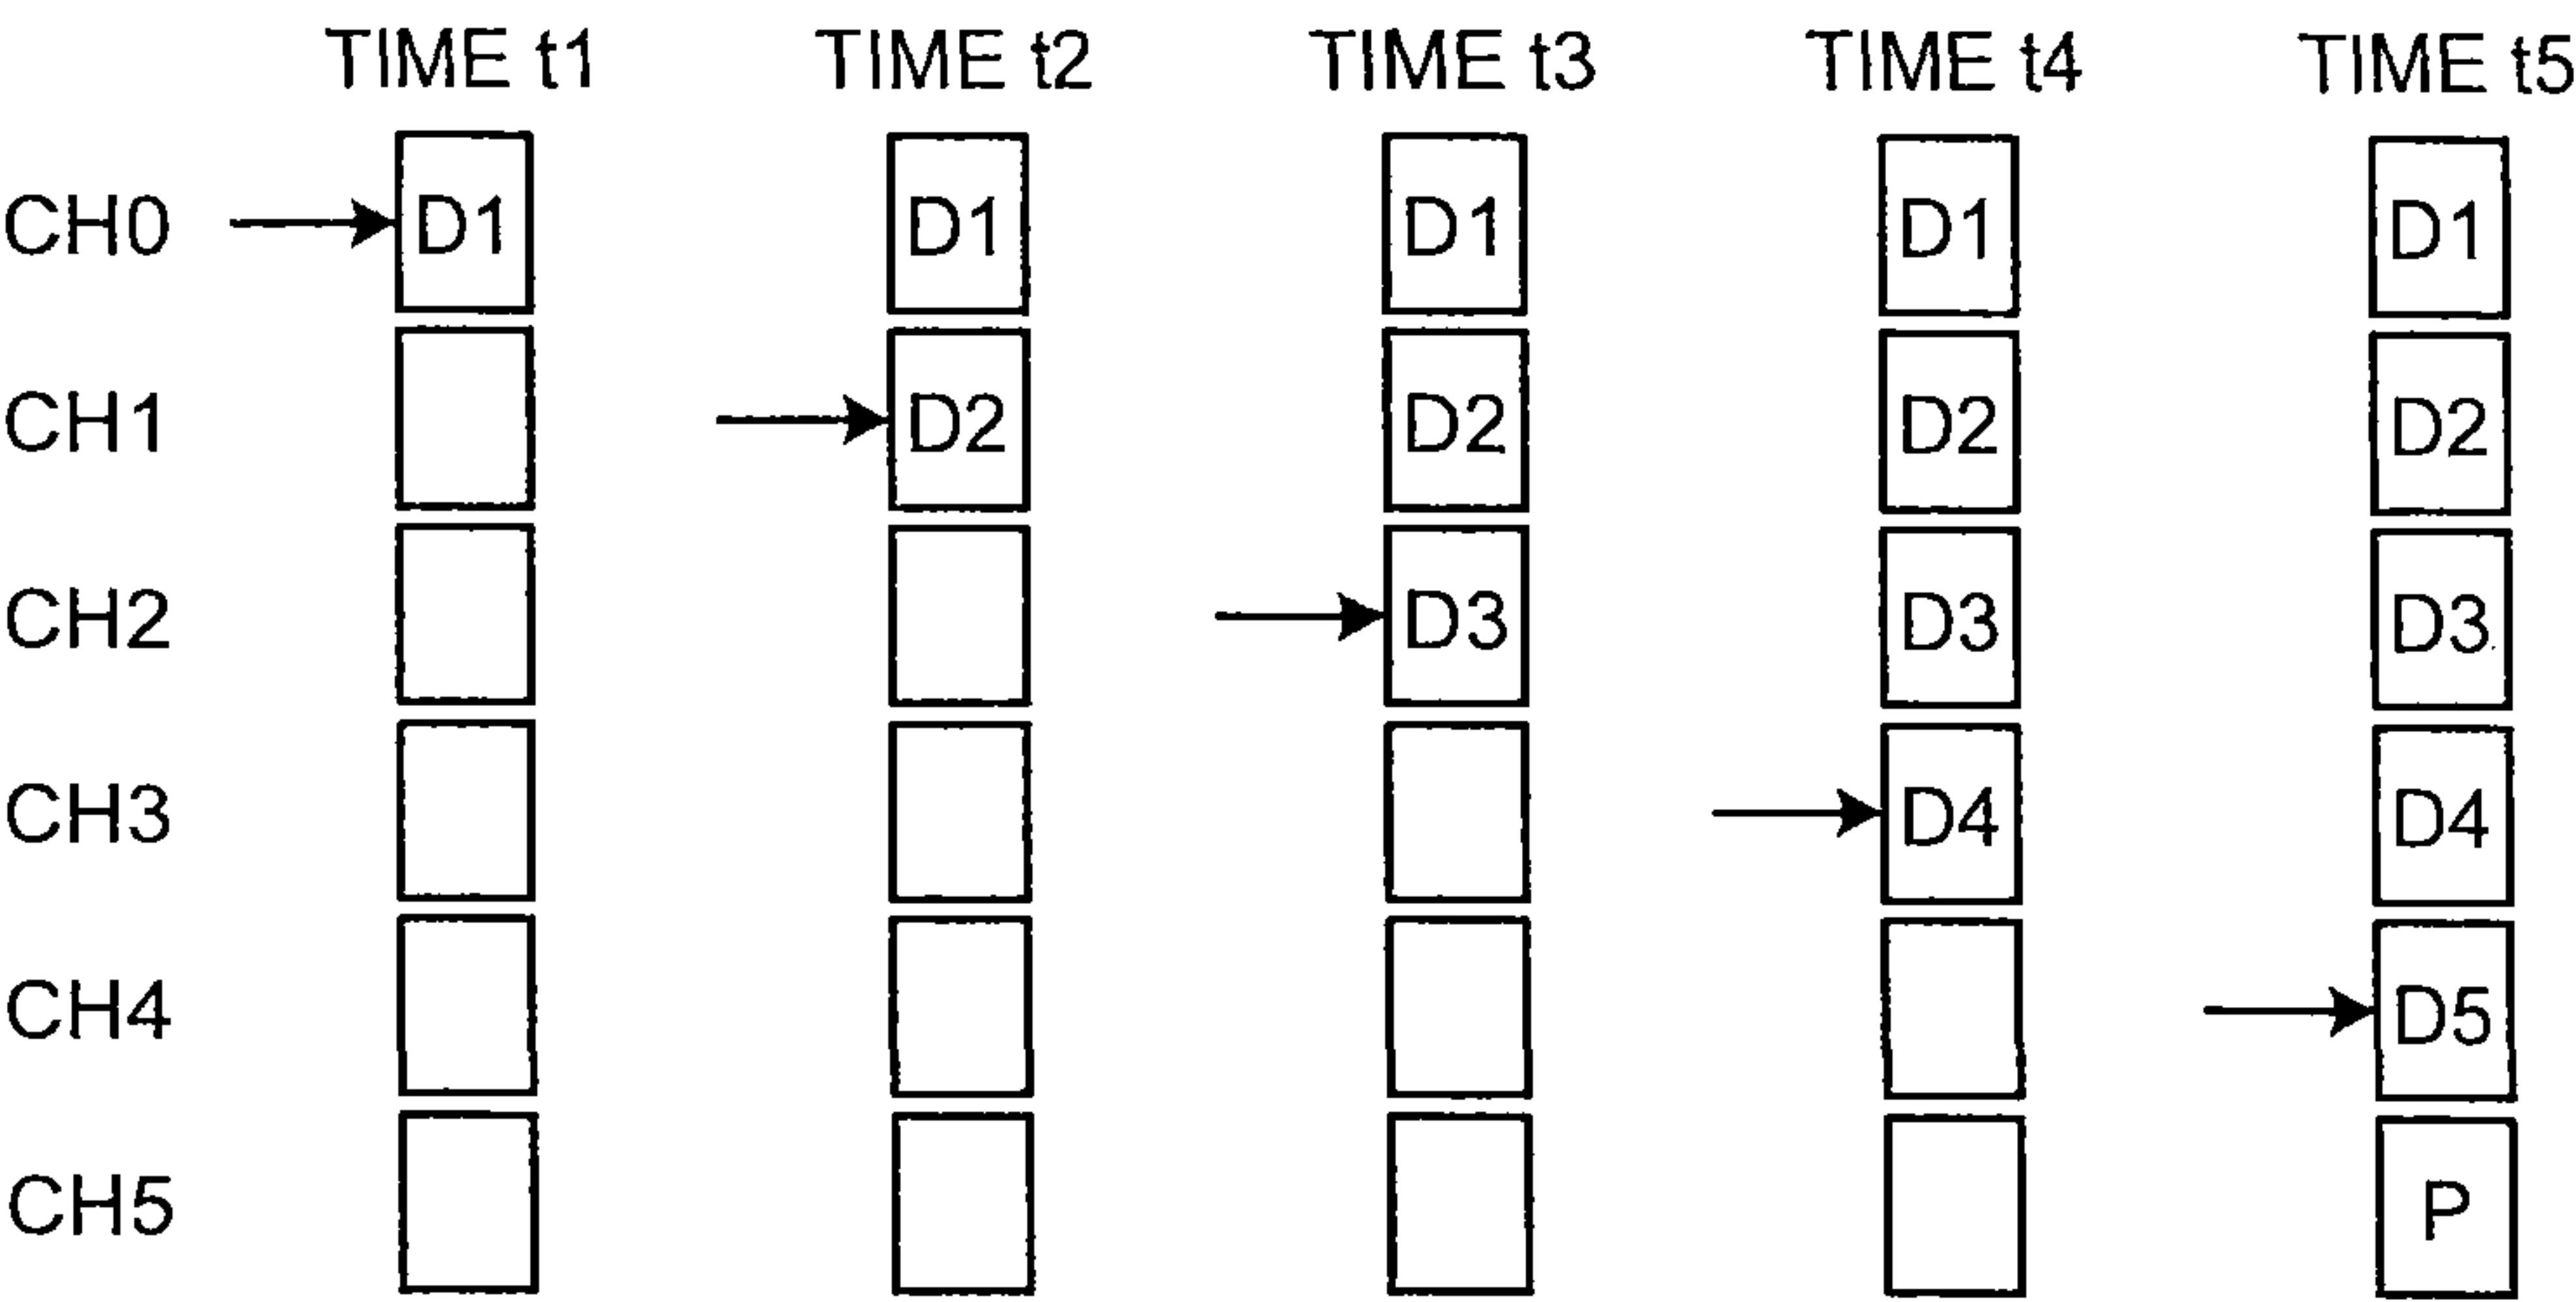 TIME t1 TIME t2 TIME t3 TIME t4 TIME t5
CH0 D1 D1 D1 D1 D1
CH1 D2 D2 D2 D2
CH2 D3 D3 D3
CH3 D4 D4
CH4 D5
CH5 P